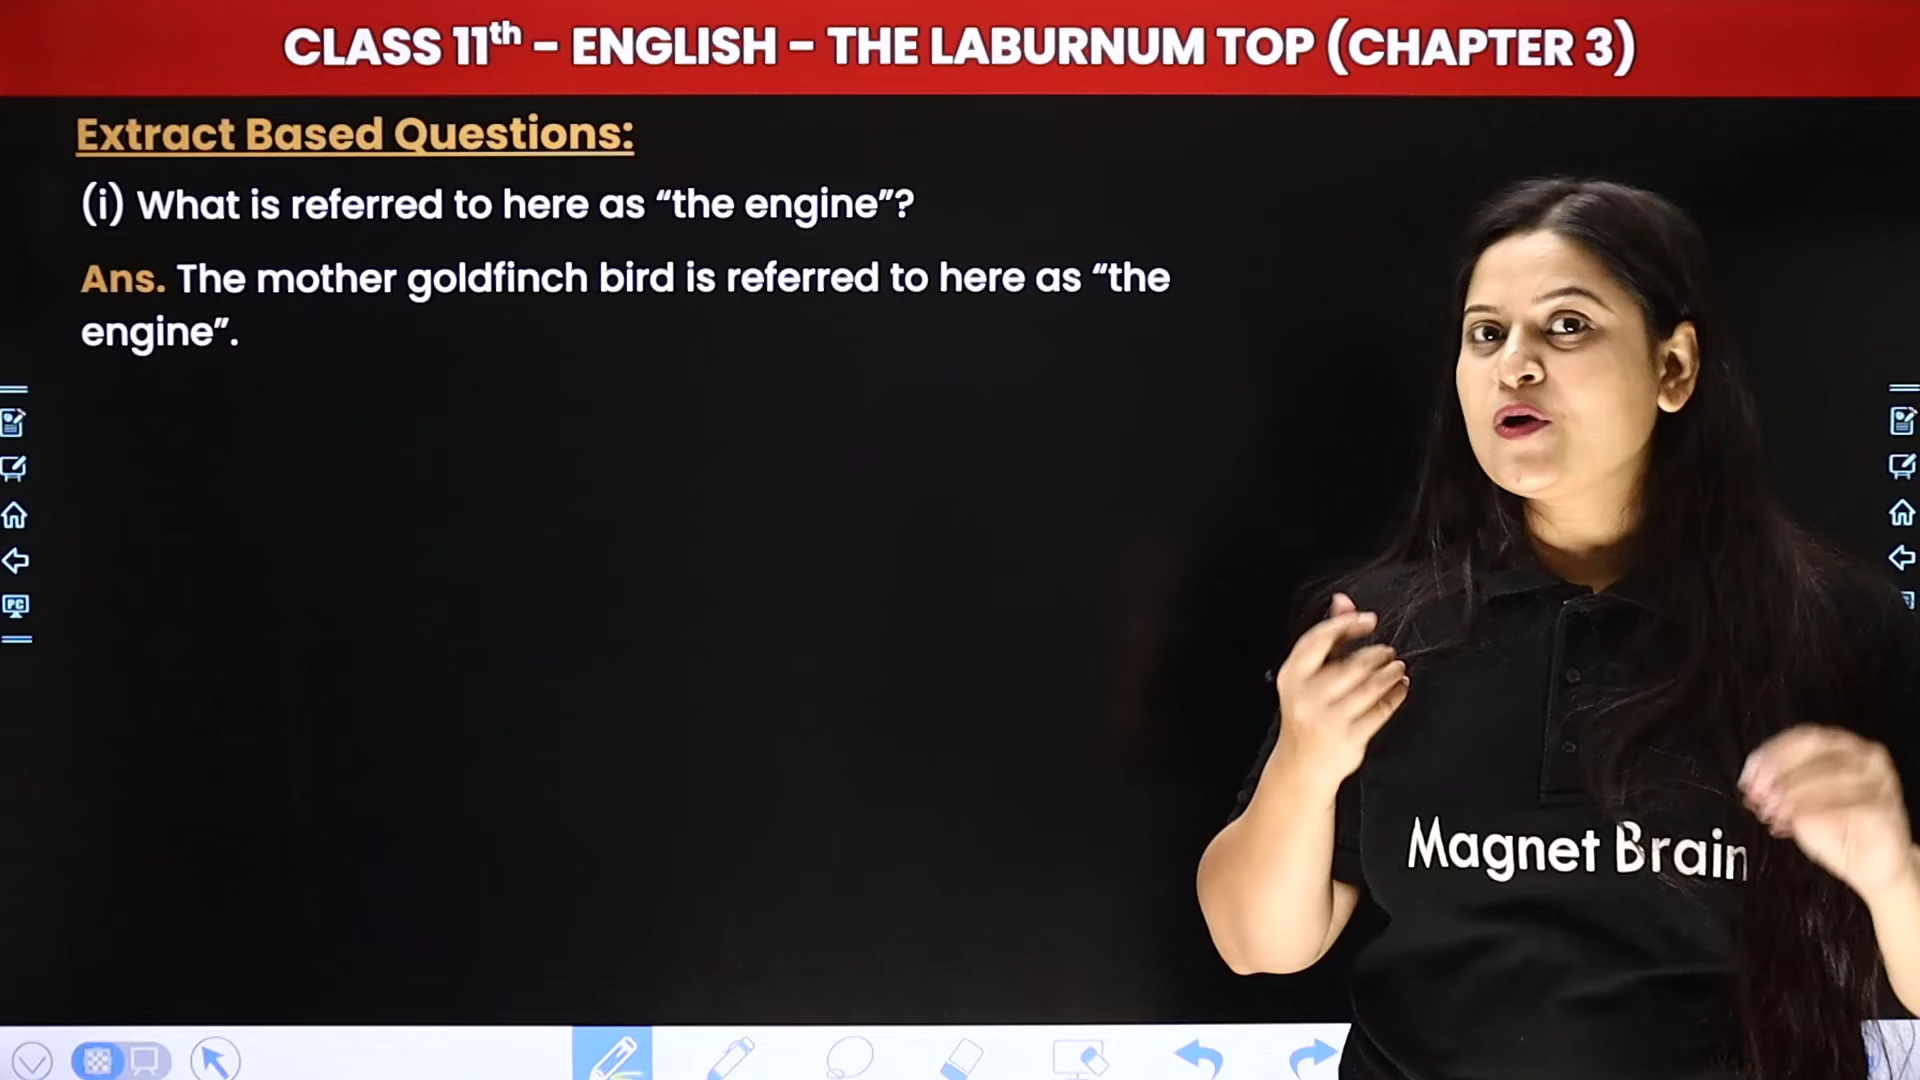 CLASS 11th – ENGLISH – THE LABURNUM TOP (CHAPTER 3)
Extract Based Questions:
(i) What is referred to here as “the engine”?
Ans. The mother goldfinch bird is referred to here as “the
engine”.
PC
Magnet Brain